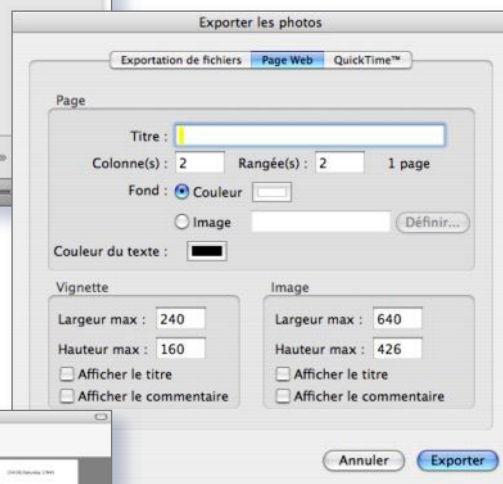 Exporter les photos
Exportation de fichiers Page Web QuickTime™
Page
Titre :
Colonne(s) : 2 Rangée(s) : 2 1 page
Fond : Couleur
Image Définir...
Couleur du texte :
Vignette Image
Largeur max : 240 Largeur max : 640
Hauteur max : 160 Hauteur max : 426
Afficher le titre Afficher le titre
Afficher le commentaire Afficher le commentaire
Annuler Exporter